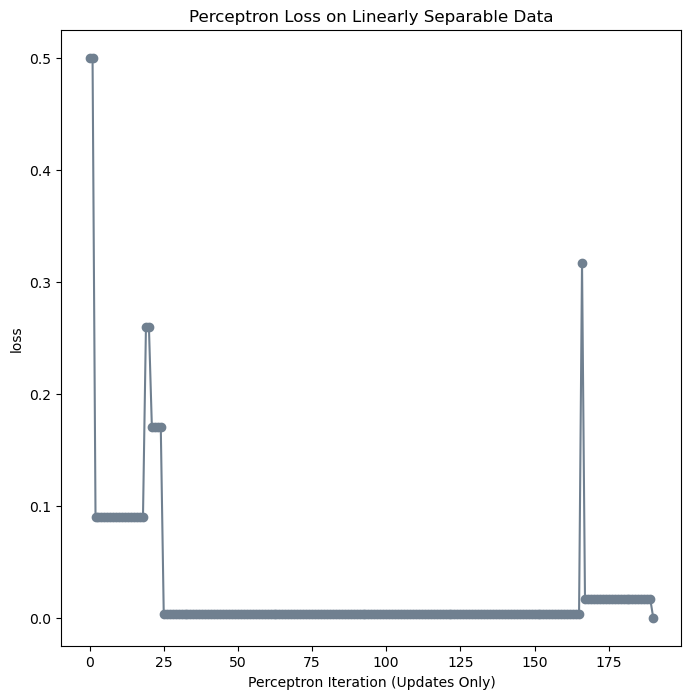 Perceptron Loss on Linearly Separable Data
loss
0.5
0.4
0.3
0.2
0.1
0.0
0 25 50 75 100 125 150 175
Perceptron Iteration (Updates Only)